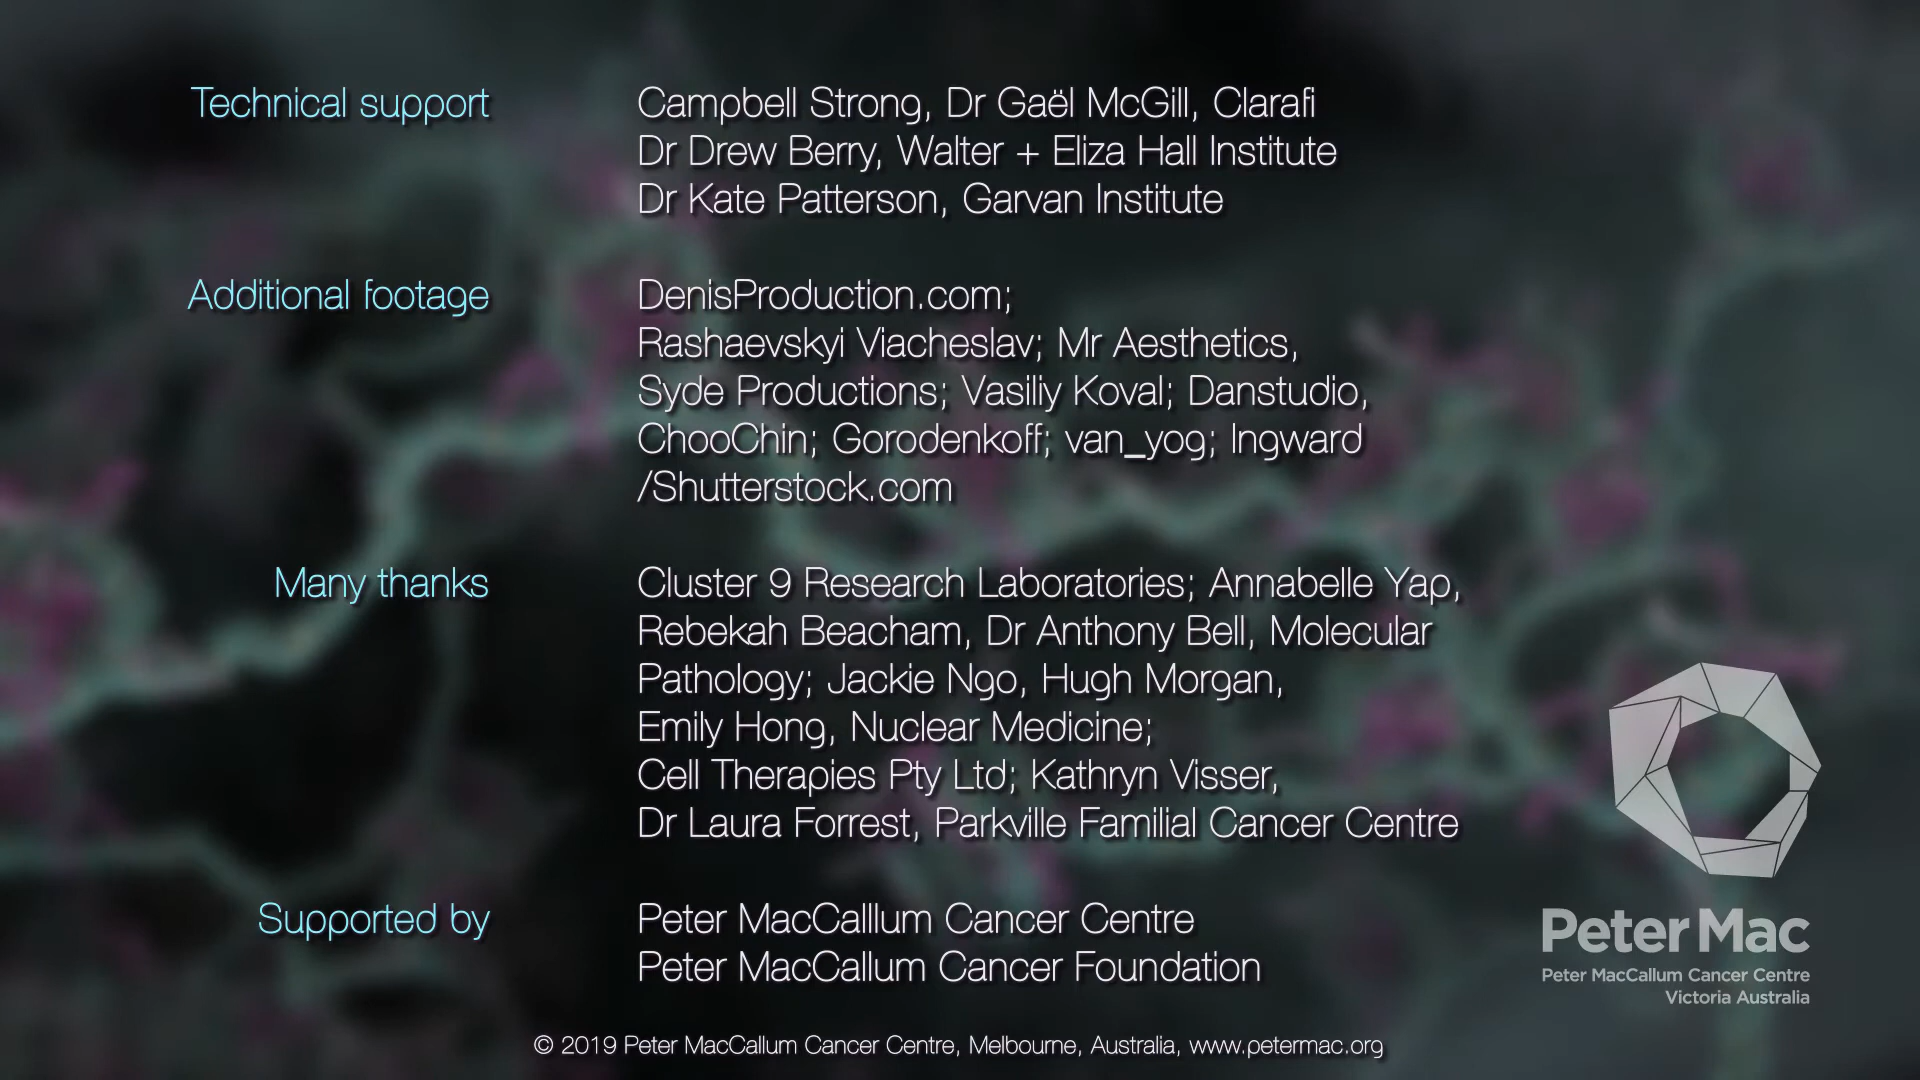 Technical support Campbell Strong, Dr Gaël McGill, Clarafi
Dr Drew Berry, Walter + Eliza Hall Institute
Dr Kate Patterson, Garvan Institute
Additional footage DenisProduction.com;
Rashaevskyi Viacheslav; Mr Aesthetics,
Syde Productions; Vasiliy Koval; Danstudio,
ChooChin; Gorodenkoff; van_yog; Ingward
/Shutterstock.com
Many thanks Cluster 9 Research Laboratories; Annabelle Yap,
Rebekah Beacham, Dr Anthony Bell, Molecular
Pathology; Jackie Ngo, Hugh Morgan,
Emily Hong, Nuclear Medicine;
Cell Therapies Pty Ltd; Kathryn Visser,
Dr Laura Forrest, Parkville Familial Cancer Centre
Supported by Peter MacCalllum Cancer Centre
Peter MacCallum Cancer Foundation
Peter Mac
Peter MacCallum Cancer Centre
Victoria Australia
© 2019 Peter MacCallum Cancer Centre, Melbourne, Australia, www.petermac.org